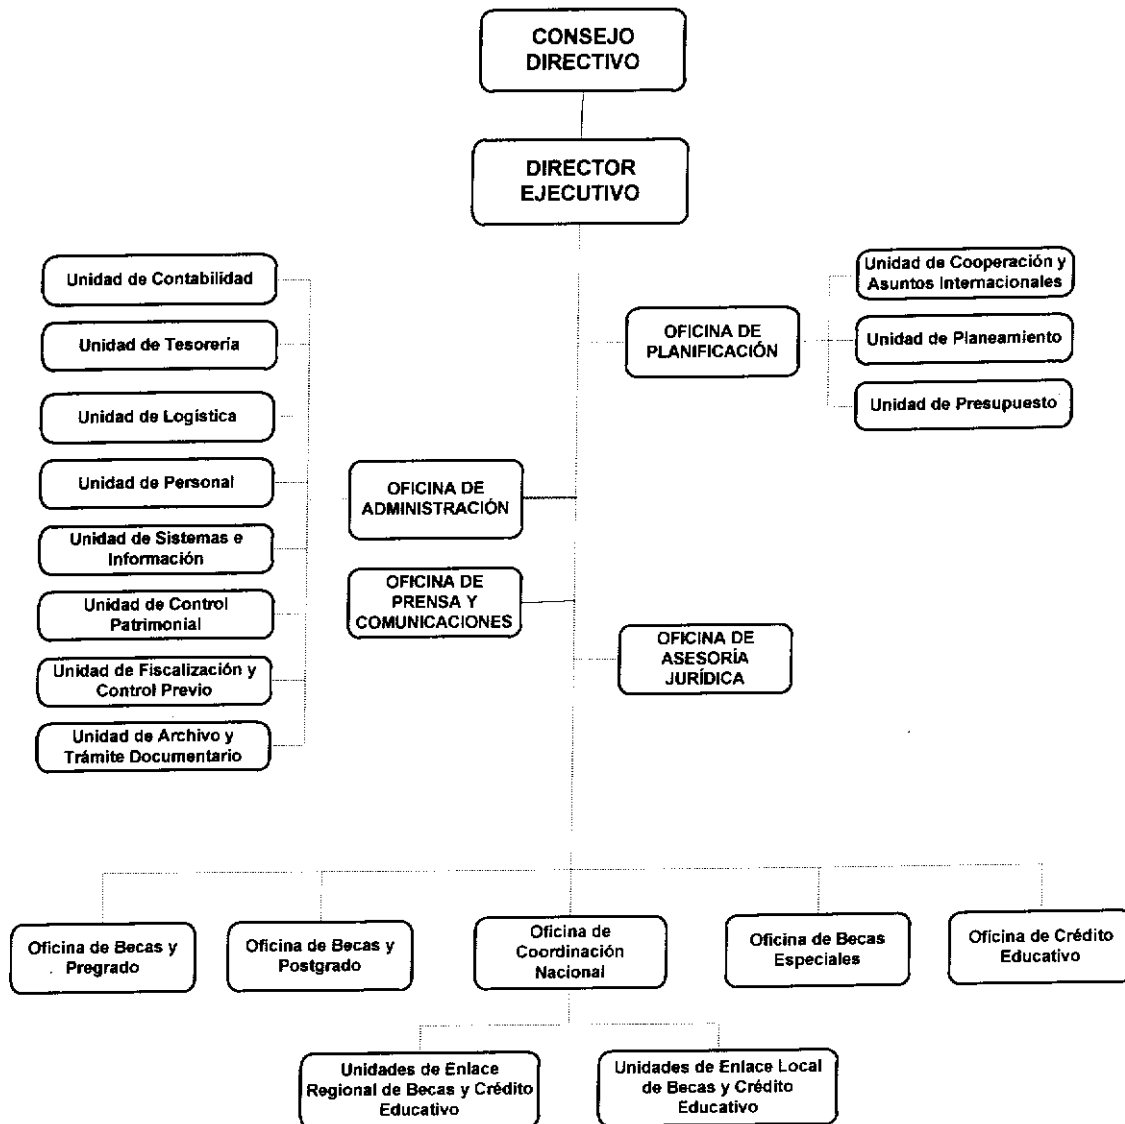 CONSEJO
DIRECTIVO
DIRECTOR
EJECUTIVO
Unidad de Contabilidad
Unidad de Tesorería
Unidad de Logística
Unidad de Personal
Unidad de Sistemas e
Información
Unidad de Control
Patrimonial
Unidad de Fiscalización y
Control Previo
Unidad de Archivo y
Trámite Documentario
OFICINA DE
ADMINISTRACIÓN
OFICINA DE
PRENSA Y
COMUNICACIONES
OFICINA DE
PLANIFICACIÓN
Unidad de Cooperación y
Asuntos Internacionales
Unidad de Planeamiento
Unidad de Presupuesto
OFICINA DE
ASESORÍA
JURÍDICA
Oficina de Becas y
Pregrado
Oficina de Becas y
Postgrado
Oficina de
Coordinación
Nacional
Oficina de Becas
Especiales
Oficina de Crédito
Educativo
Unidades de Enlace
Regional de Becas y Crédito
Educativo
Unidades de Enlace Local
de Becas y Crédito
Educativo